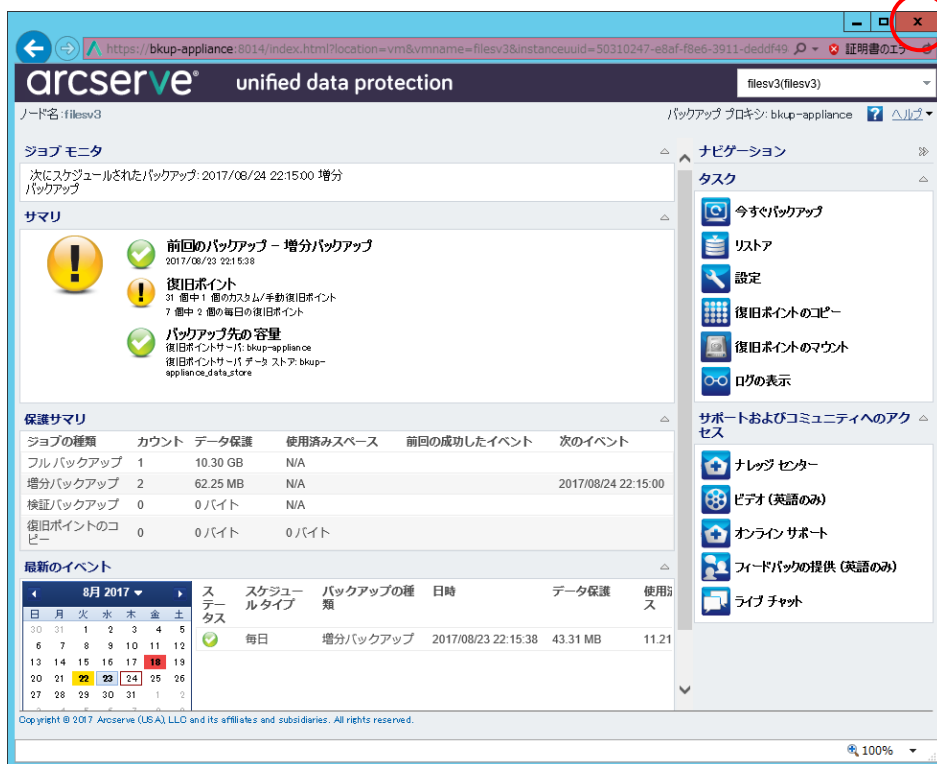 https://bkup-appliance:8014/index.html?location=vm&vmname=filesv3&instanceuuid=50310247-e8af-f8e6-3911-deddf49
証明書のエラー
arcserve® unified data protection
filesv3(filesv3)
ノード名:filesv3
バックアップ プロキシ: bkup-appliance
? ヘルプ
ジョブ モニタ
次にスケジュールされたバックアップ: 2017/08/24 22:15:00 増分
バックアップ
サマリ
前回のバックアップ - 増分バックアップ
2017/08/23 22:15:38
復旧ポイント
31 個中 1 個のカスタム/手動復旧ポイント
7 個中 2 個の毎日の復旧ポイント
バックアップ先の容量
復旧ポイントサーバ: bkup-appliance
復旧ポイントサーバ データ ストア: bkup-
appliance_data_store
保護サマリ
ジョブの種類 カウント データ保護 使用済みスペース 前回の成功したイベント 次のイベント
フル バックアップ 1 10.30 GB N/A
増分バックアップ 2 62.25 MB N/A 2017/08/24 22:15:00
検証バックアップ 0 0 バイト N/A
復旧ポイントのコ
ピー 0 0 バイト 0 バイト
最新のイベント
8月 2017
日 月 火 水 木 金 土
30 31 1 2 3 4 5
6 7 8 9 10 11 12
13 14 15 16 17 18 19
20 21 22 23 24 25 26
27 28 29 30 31 1 2
ス
テー
タス
スケジュー
ル タイプ
バックアップの種
類
日時
データ保護
使用済
ス
毎日 増分バックアップ 2017/08/23 22:15:38 43.31 MB 11.21
ナビゲーション
タスク
今すぐバックアップ
リストア
設定
復旧ポイントのコピー
復旧ポイントのマウント
ログの表示
サポートおよびコミュニティへのアク
セス
ナレッジ センター
ビデオ (英語のみ)
オンライン サポート
フィードバックの提供 (英語のみ)
ライブ チャット
Copyright © 2017 Arcserve (USA), LLC and its affiliates and subsidiaries. All rights reserved.
100%